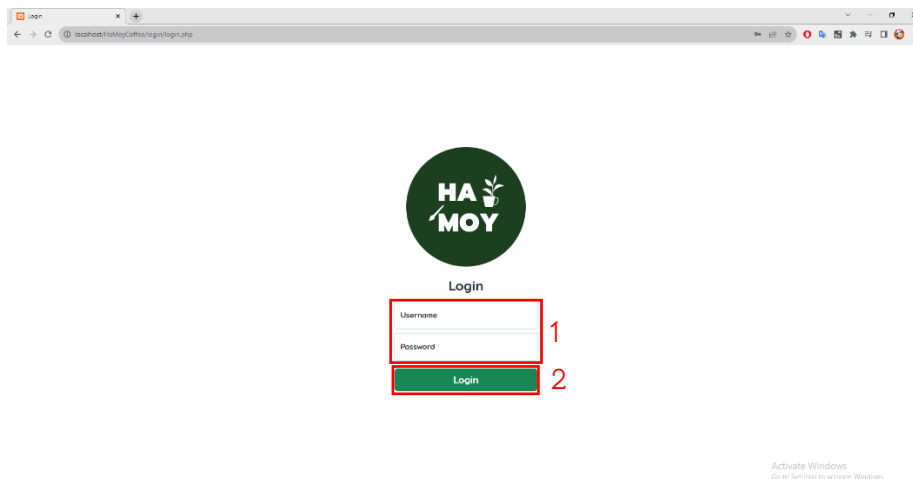 Login
localhost/HaMoyCoffee/login/login.php
HA
MOY
Login
Username
Password
1
Login
2
Activate Windows
Go to Settings to activate Windows.